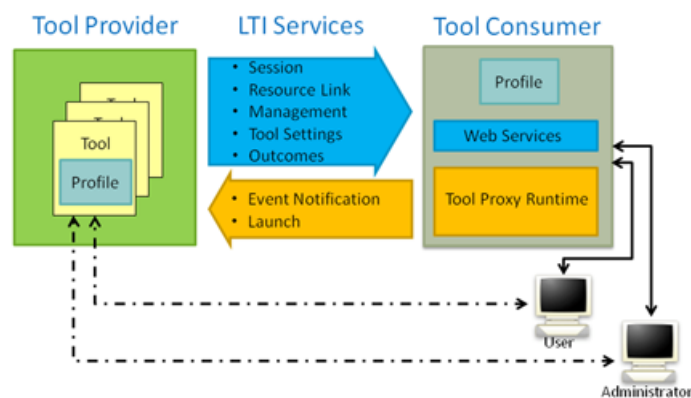 Tool Provider
LTI Services
Tool Consumer
Tool
Profile
• Session
• Resource Link
• Management
• Tool Settings
• Outcomes
• Event Notification
• Launch
Profile
Web Services
Tool Proxy Runtime
User
Administrator